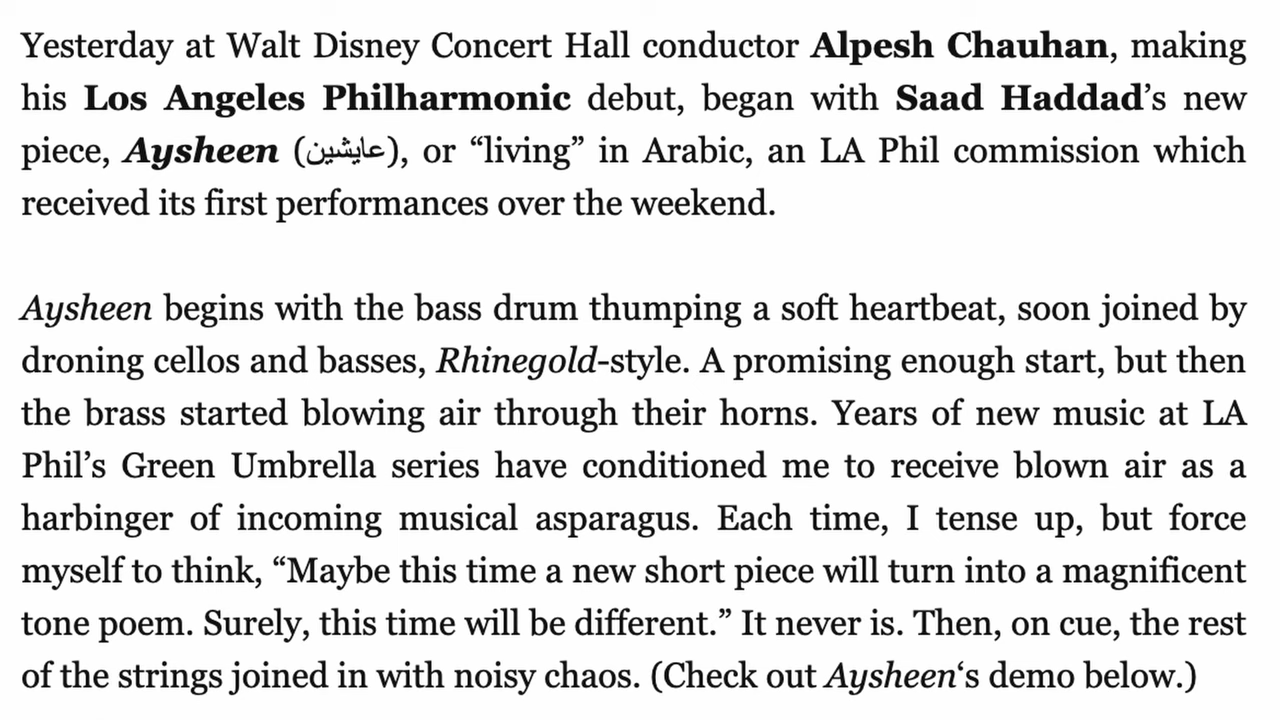 Yesterday at Walt Disney Concert Hall conductor Alpesh Chauhan, making
his Los Angeles Philharmonic debut, began with Saad Haddad’s new
piece, Aysheen (عايشين), or “living” in Arabic, an LA Phil commission which
received its first performances over the weekend.
Aysheen begins with the bass drum thumping a soft heartbeat, soon joined by
droning cellos and basses, Rhinegold-style. A promising enough start, but then
the brass started blowing air through their horns. Years of new music at LA
Phil’s Green Umbrella series have conditioned me to receive blown air as a
harbinger of incoming musical asparagus. Each time, I tense up, but force
myself to think, “Maybe this time a new short piece will turn into a magnificent
tone poem. Surely, this time will be different.” It never is. Then, on cue, the rest
of the strings joined in with noisy chaos. (Check out Aysheen‘s demo below.)